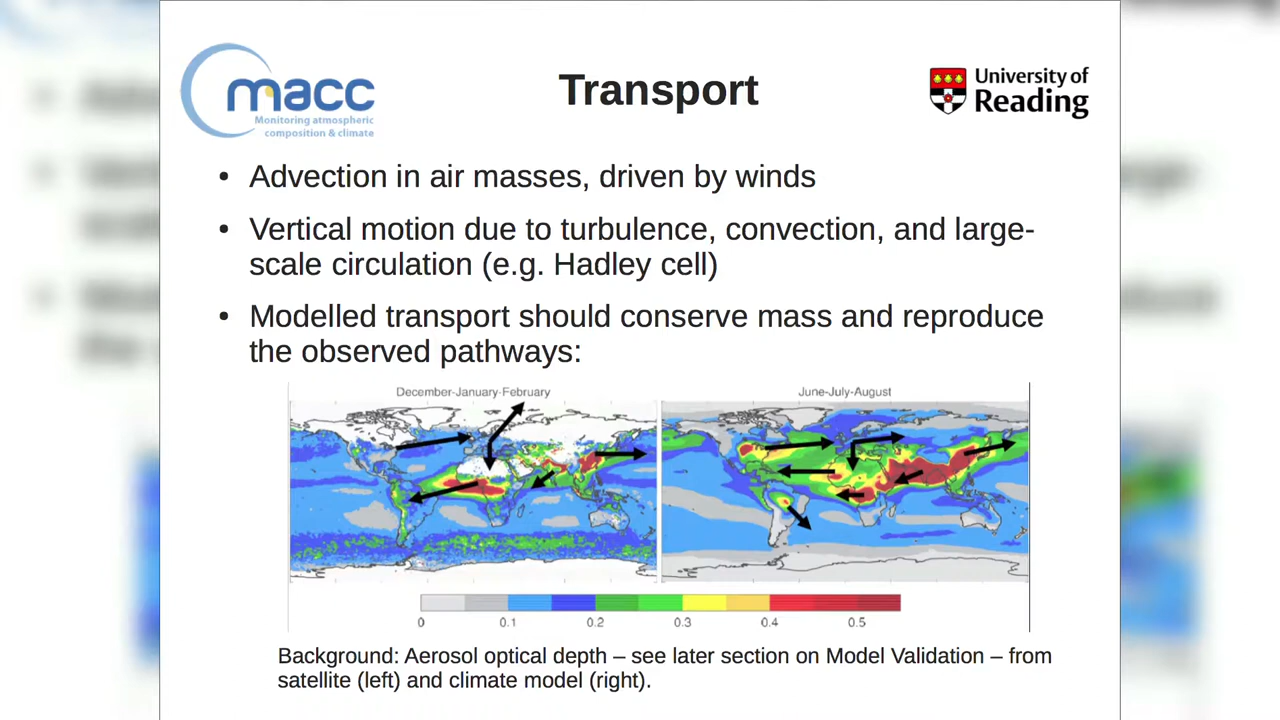 macc
Monitoring atmospheric
composition & climate
Transport
University of
Reading
• Advection in air masses, driven by winds
• Vertical motion due to turbulence, convection, and large-
scale circulation (e.g. Hadley cell)
• Modelled transport should conserve mass and reproduce
the observed pathways:
December-January-February
June-July-August
0 0.1 0.2 0.3 0.4 0.5
Background: Aerosol optical depth – see later section on Model Validation – from
satellite (left) and climate model (right).